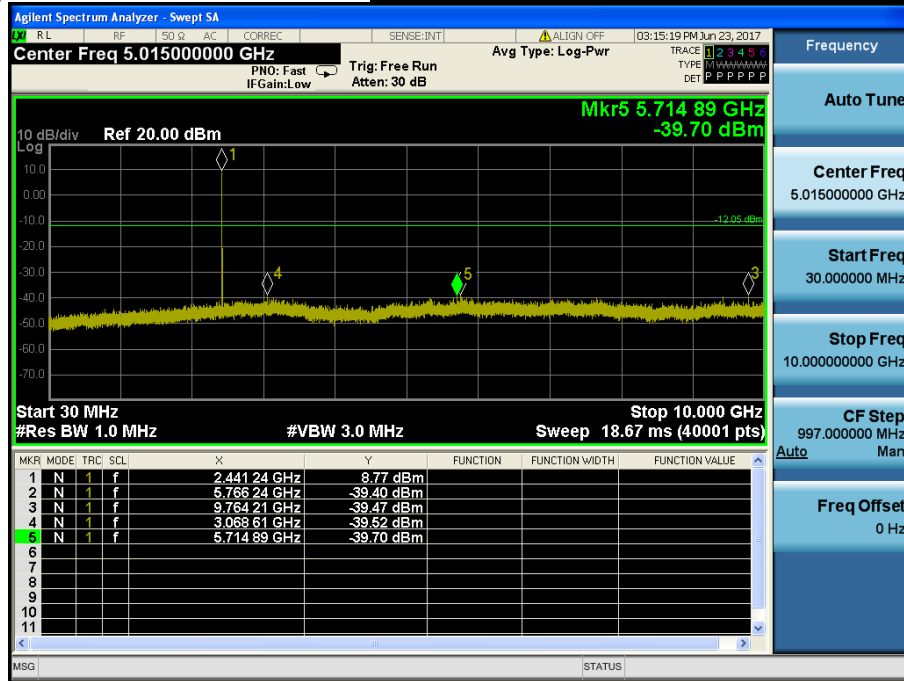 Agilent Spectrum Analyzer - Swept SA
LXI RL RF 50 Ω AC CORREC SENSE:INT ALIGN OFF 03:15:19 PM Jun 23, 2017
Center Freq 5.015000000 GHz
PNO: Fast
IFGain:Low
Trig: Free Run
Atten: 30 dB
Avg Type: Log-Pwr
TRACE 1 2 3 4 5 6
TYPE M WWWWW
DET P P P P P P
Mkr5 5.714 89 GHz
-39.70 dBm
10 dB/div Ref 20.00 dBm
Log
10.0
0.00
-10.0
-20.0
-30.0
-40.0
-50.0
-60.0
-70.0
1
4
5
3
-12.05 dBm
Start 30 MHz Stop 10.000 GHz
#Res BW 1.0 MHz #VBW 3.0 MHz Sweep 18.67 ms (40001 pts)
MKR MODE TRC SCL X Y FUNCTION FUNCTION WIDTH FUNCTION VALUE
1 N 1 f 2.441 24 GHz 8.77 dBm
2 N 1 f 5.766 24 GHz -39.40 dBm
3 N 1 f 9.764 21 GHz -39.47 dBm
4 N 1 f 3.068 61 GHz -39.52 dBm
5 N 1 f 5.714 89 GHz -39.70 dBm
6
7
8
9
10
11
MSG STATUS
Frequency
Auto Tune
Center Freq
5.015000000 GHz
Start Freq
30.000000 MHz
Stop Freq
10.000000000 GHz
CF Step
997.000000 MHz
Auto Man
Freq Offset
0 Hz